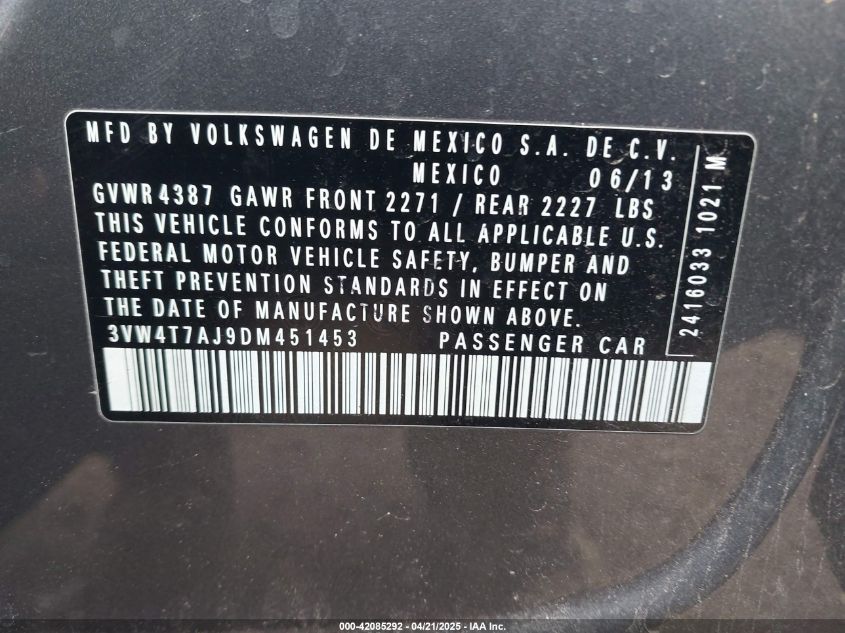 MFD BY VOLKSWAGEN DE MEXICO S.A. DE C.V.
MEXICO 06/13
GVWR 4387 GAWR FRONT 2271 / REAR 2227 LBS
THIS VEHICLE CONFORMS TO ALL APPLICABLE U.S.
FEDERAL MOTOR VEHICLE SAFETY, BUMPER AND
THEFT PREVENTION STANDARDS IN EFFECT ON
THE DATE OF MANUFACTURE SHOWN ABOVE.
3VW4T7AJ9DM451453 PASSENGER CAR
2416033 1021 M
000-42085292 - 04/21/2025 - IAA Inc.